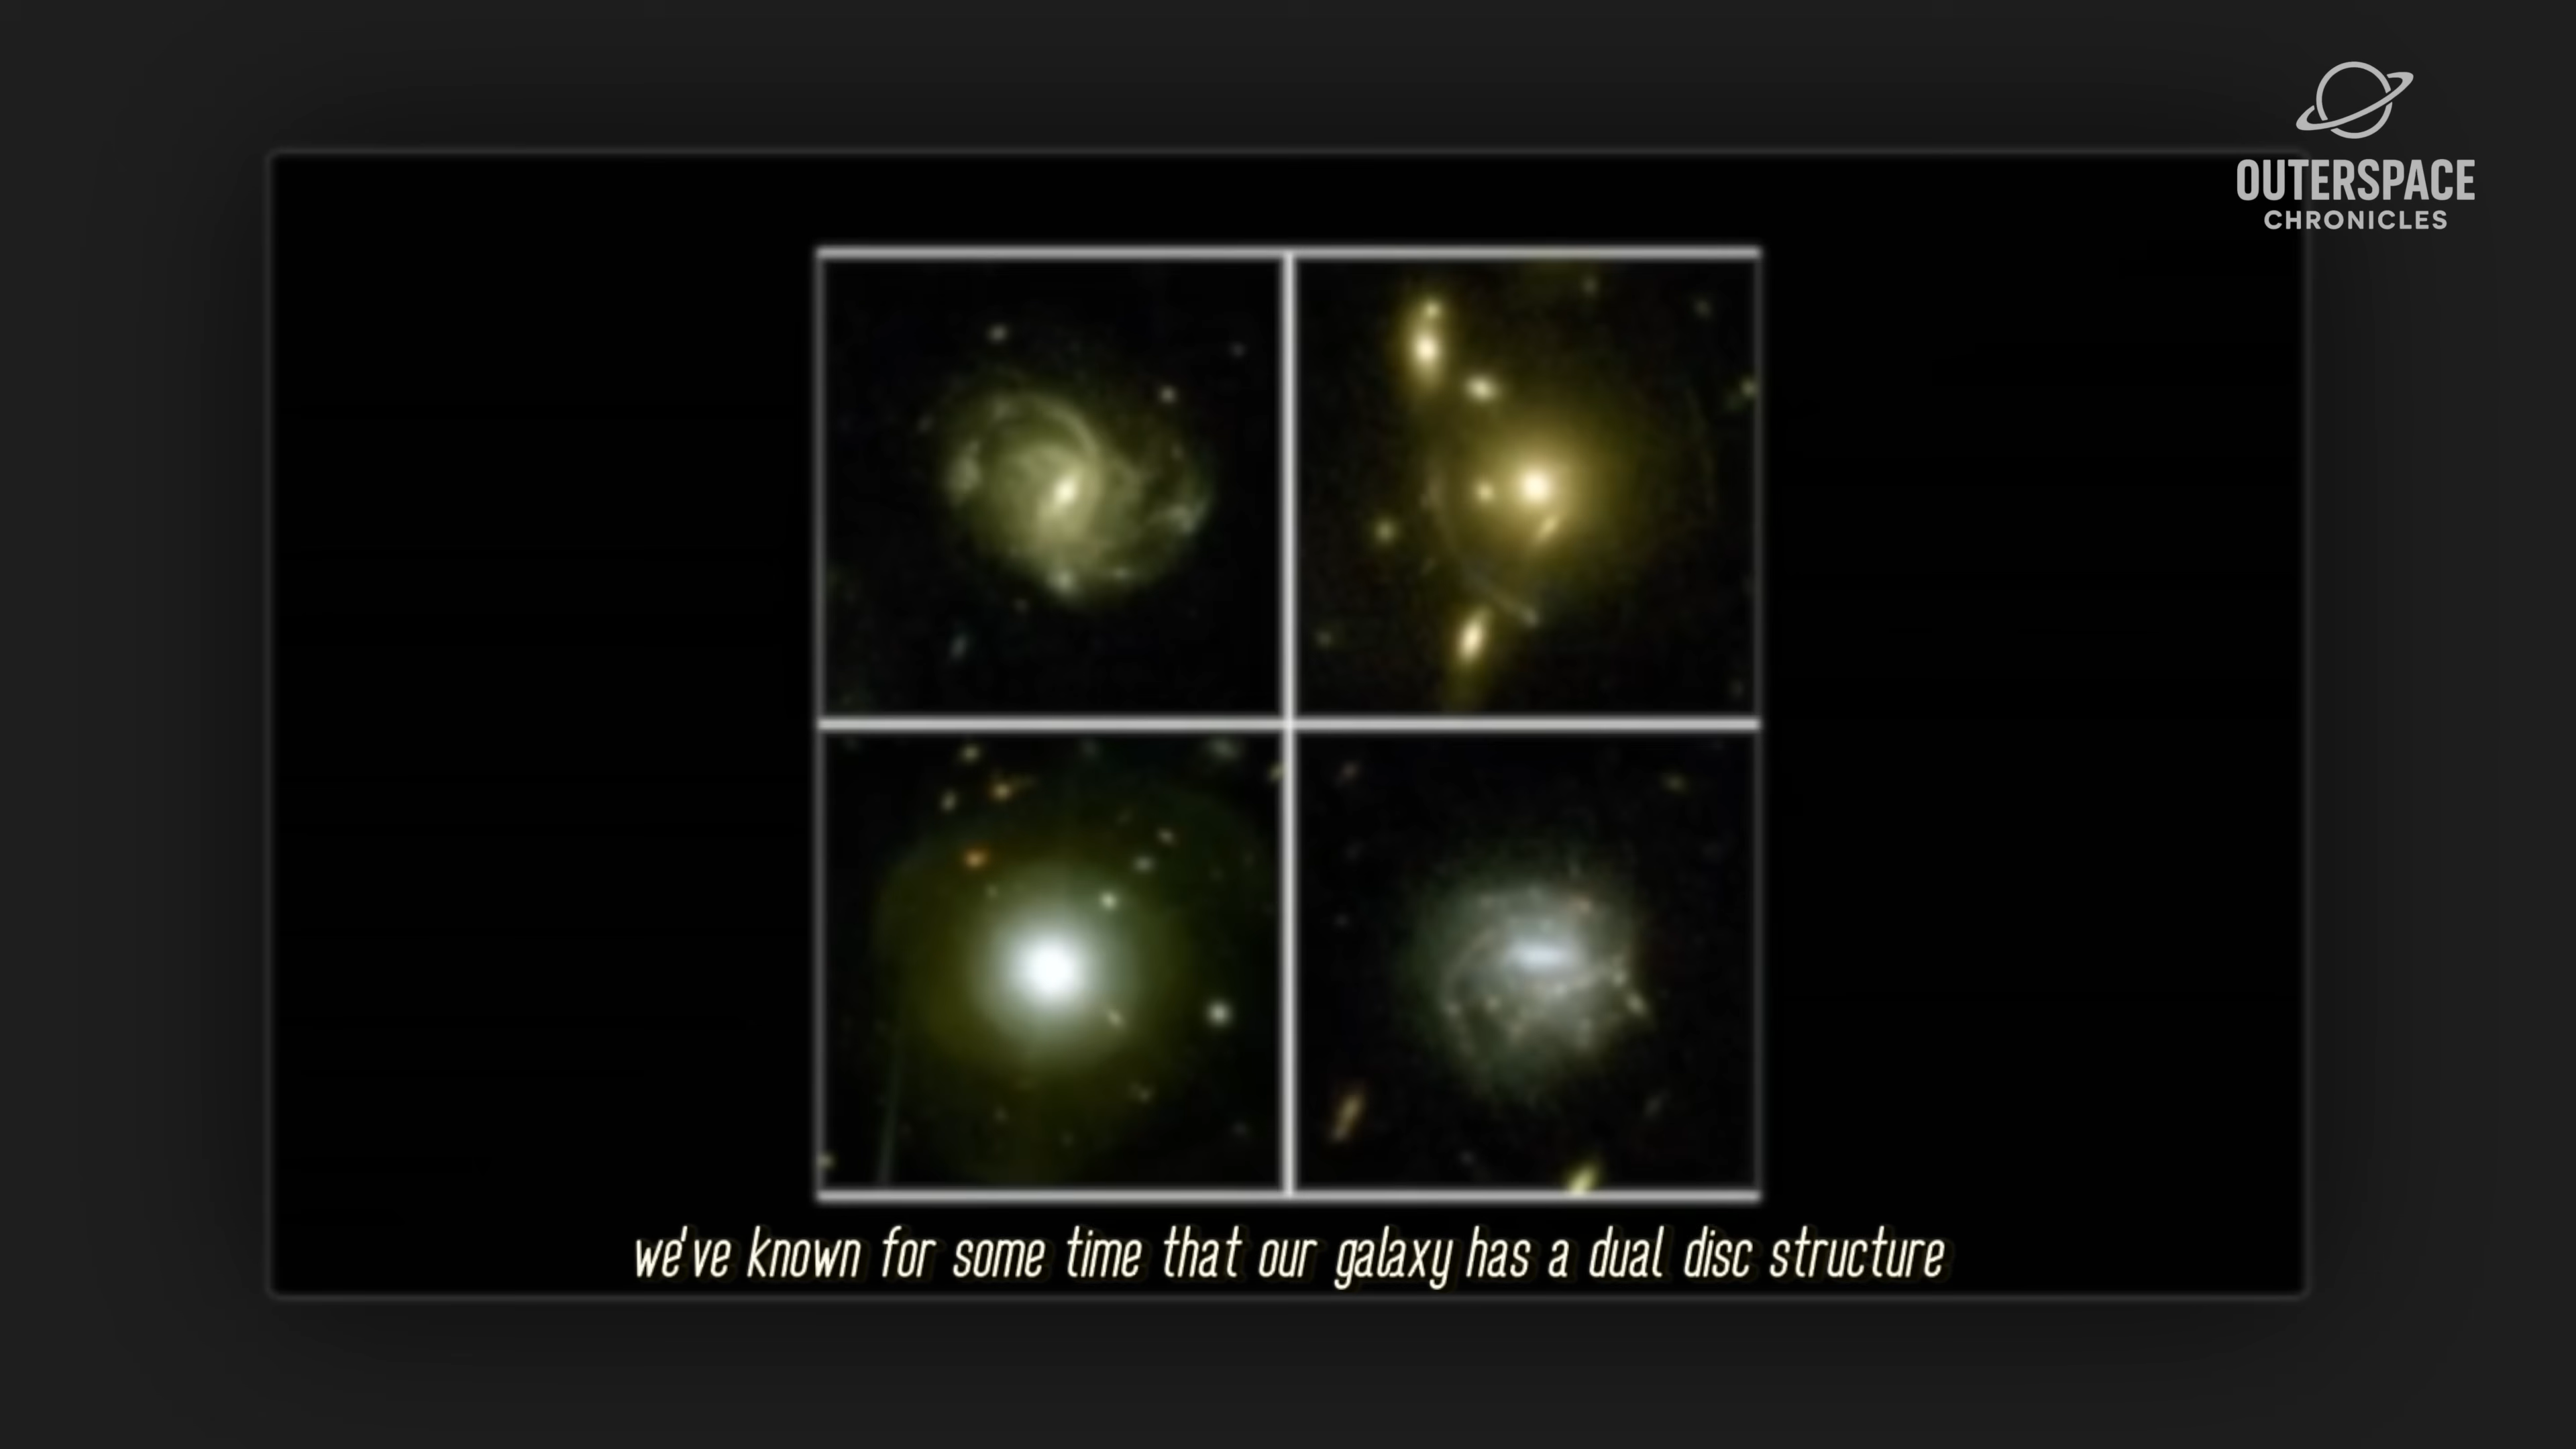 OUTERSPACE
CHRONICLES
we've known for some time that our galaxy has a dual disc structure